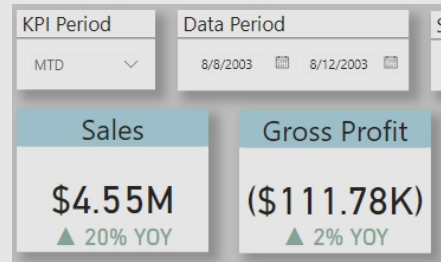 KPI Period
MTD
Data Period
8/8/2003 8/12/2003
S
Sales
$4.55M
▲ 20% YOY
Gross Profit
($111.78K)
▲ 2% YOY